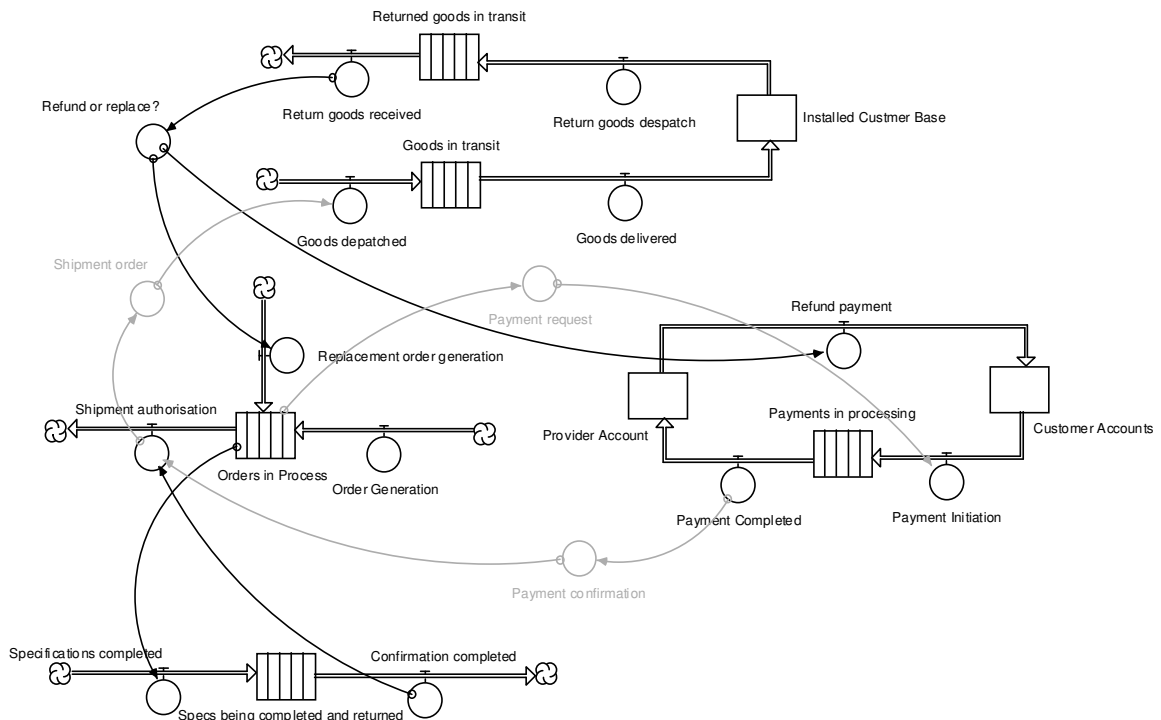 Returned goods in transit
Refund or replace?
Return goods received
Return goods despatch
Installed Custmer Base
Goods in transit
Goods depatched
Goods delivered
Shipment order
Payment request
Refund payment
Replacement order generation
Shipment authorisation
Payments in processing
Provider Account
Customer Accounts
Orders in Process
Order Generation
Payment Completed
Payment Initiation
Payment confirmation
Specifications completed
Confirmation completed
Specs being completed and returned